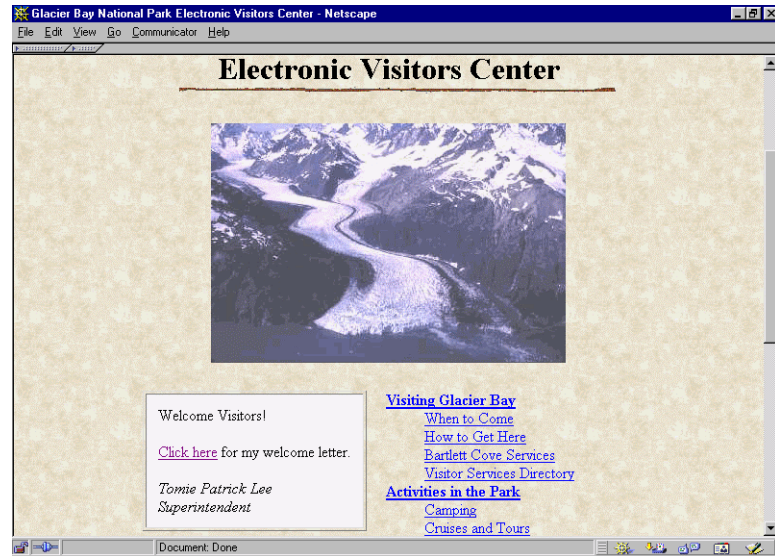 Glacier Bay National Park Electronic Visitors Center - Netscape
File Edit View Go Communicator Help
Electronic Visitors Center
Welcome Visitors!
Click here for my welcome letter.
Tomie Patrick Lee
Superintendent
Visiting Glacier Bay
When to Come
How to Get Here
Bartlett Cove Services
Visitor Services Directory
Activities in the Park
Camping
Cruises and Tours
Document: Done